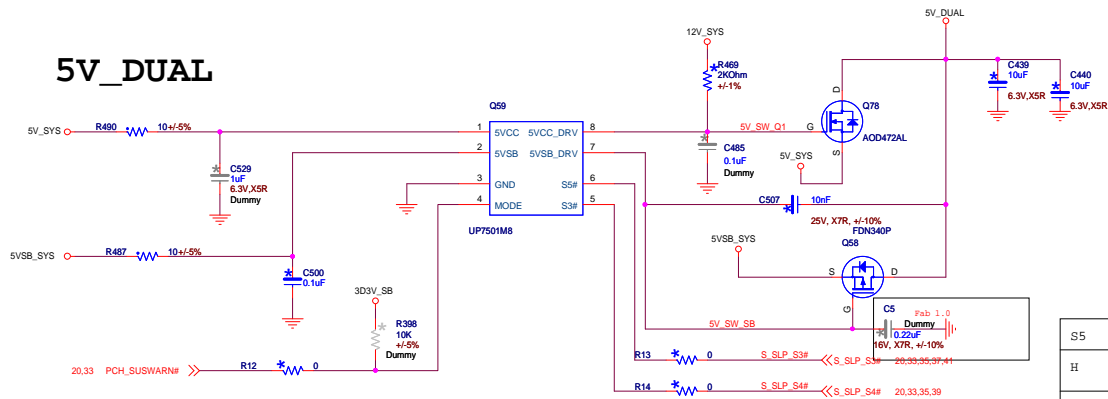 5V_DUAL
5V_SYS
R490
10+/-5%
C529
1uF
6.3V,X5R
Dummy
5VSB_SYS
R487
10+/-5%
C500
0.1uF
3D3V_SB
R398
10K
+/-5%
Dummy
20,33 PCH_SUSWARN#
R12
0
Q59
1 5VCC 5VCC_DRV 8
2 5VSB 5VSB_DRV 7
3 GND S5# 6
4 MODE S3# 5
UP7501M8
12V_SYS
R469
2KOhm
+/-1%
5V_SW_Q1
C485
0.1uF
Dummy
5V_DUAL
D
G
S
Q78
AOD472AL
5V_SYS
C439
10uF
6.3V,X5R
C440
10uF
6.3V,X5R
C507
10nF
25V, X7R, +/-10%
FDN340P
5VSB_SYS
Q58
S
D
G
5V_SW_SB
C5
Fab 1.0
Dummy
0.22uF
16V, X7R, +/-10%
R13
0
S_SLP_S3#
S_SLP_S3# 20,33,35,37,41
R14
0
S_SLP_S4#
S_SLP_S4# 20,33,35,39
S5
H